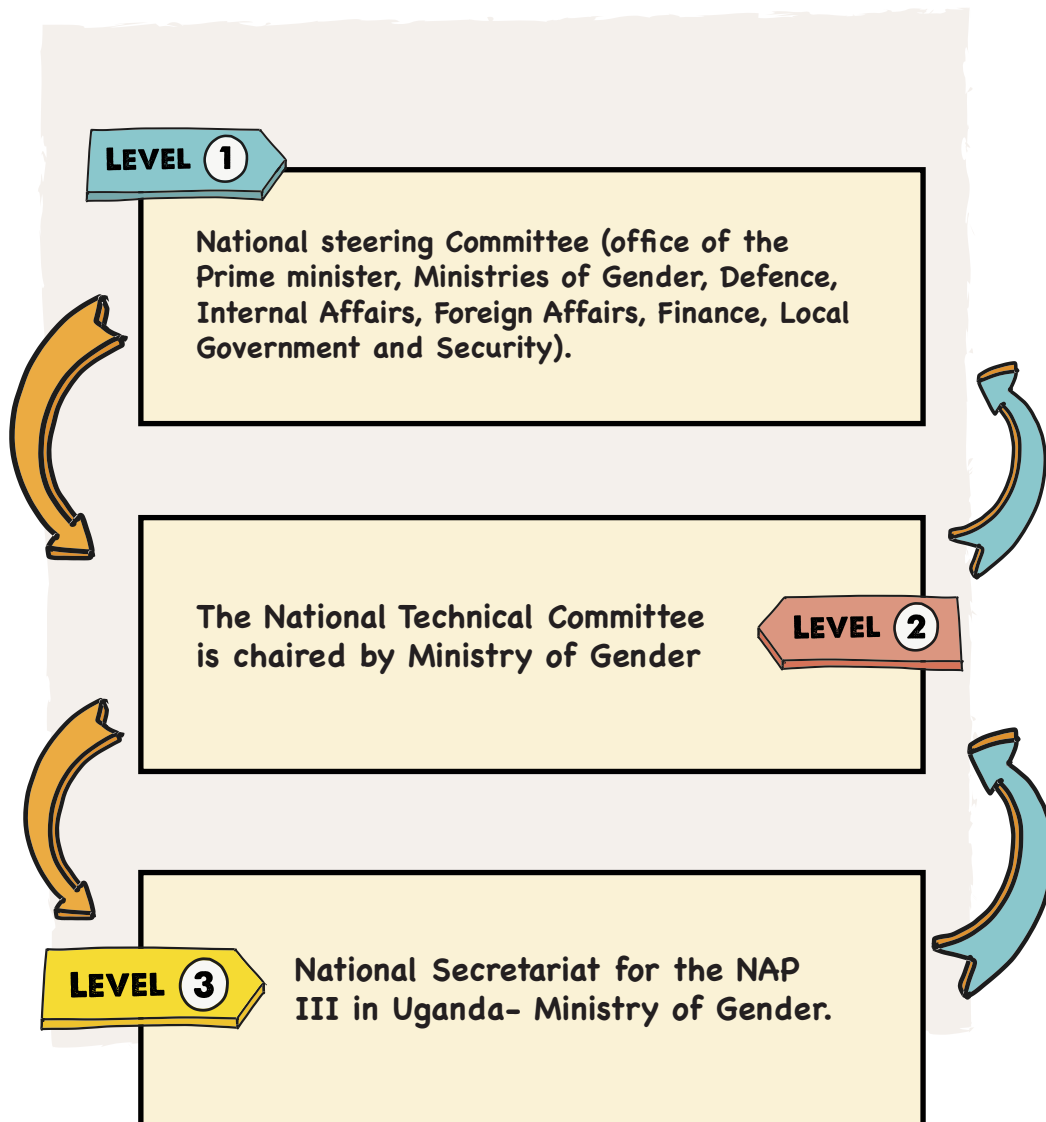 LEVEL 1
National steering Committee (office of the
Prime minister, Ministries of Gender, Defence,
Internal Affairs, Foreign Affairs, Finance, Local
Government and Security).
The National Technical Committee
is chaired by Ministry of Gender
LEVEL 2
LEVEL 3
National Secretariat for the NAP
III in Uganda- Ministry of Gender.